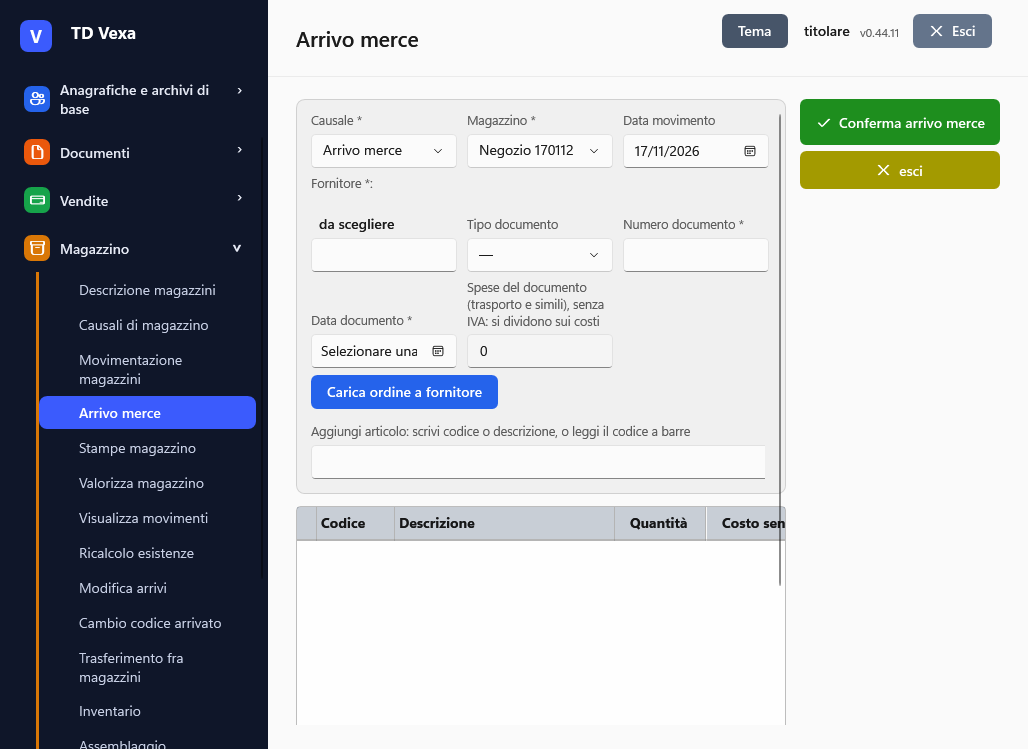 V
TD Vexa
Anagrafiche e archivi di
base
Documenti
Vendite
Magazzino
Descrizione magazzini
Causali di magazzino
Movimentazione
magazzini
Arrivo merce
Stampe magazzino
Valorizza magazzino
Visualizza movimenti
Ricalcolo esistenze
Modifica arrivi
Cambio codice arrivato
Trasferimento fra
magazzini
Inventario
Assemblaggio
Arrivo merce
Tema
titolare v0.44.11
Esci
Causale *
Magazzino *
Data movimento
Arrivo merce
Negozio 170112
17/11/2026
Fornitore *:
da scegliere
Tipo documento
Numero documento *
—
Spese del documento
(trasporto e simili), senza
IVA: si dividono sui costi
Data documento *
Selezionare una
0
Carica ordine a fornitore
Aggiungi articolo: scrivi codice o descrizione, o leggi il codice a barre
Codice
Descrizione
Quantità
Costo sen
Conferma arrivo merce
esci